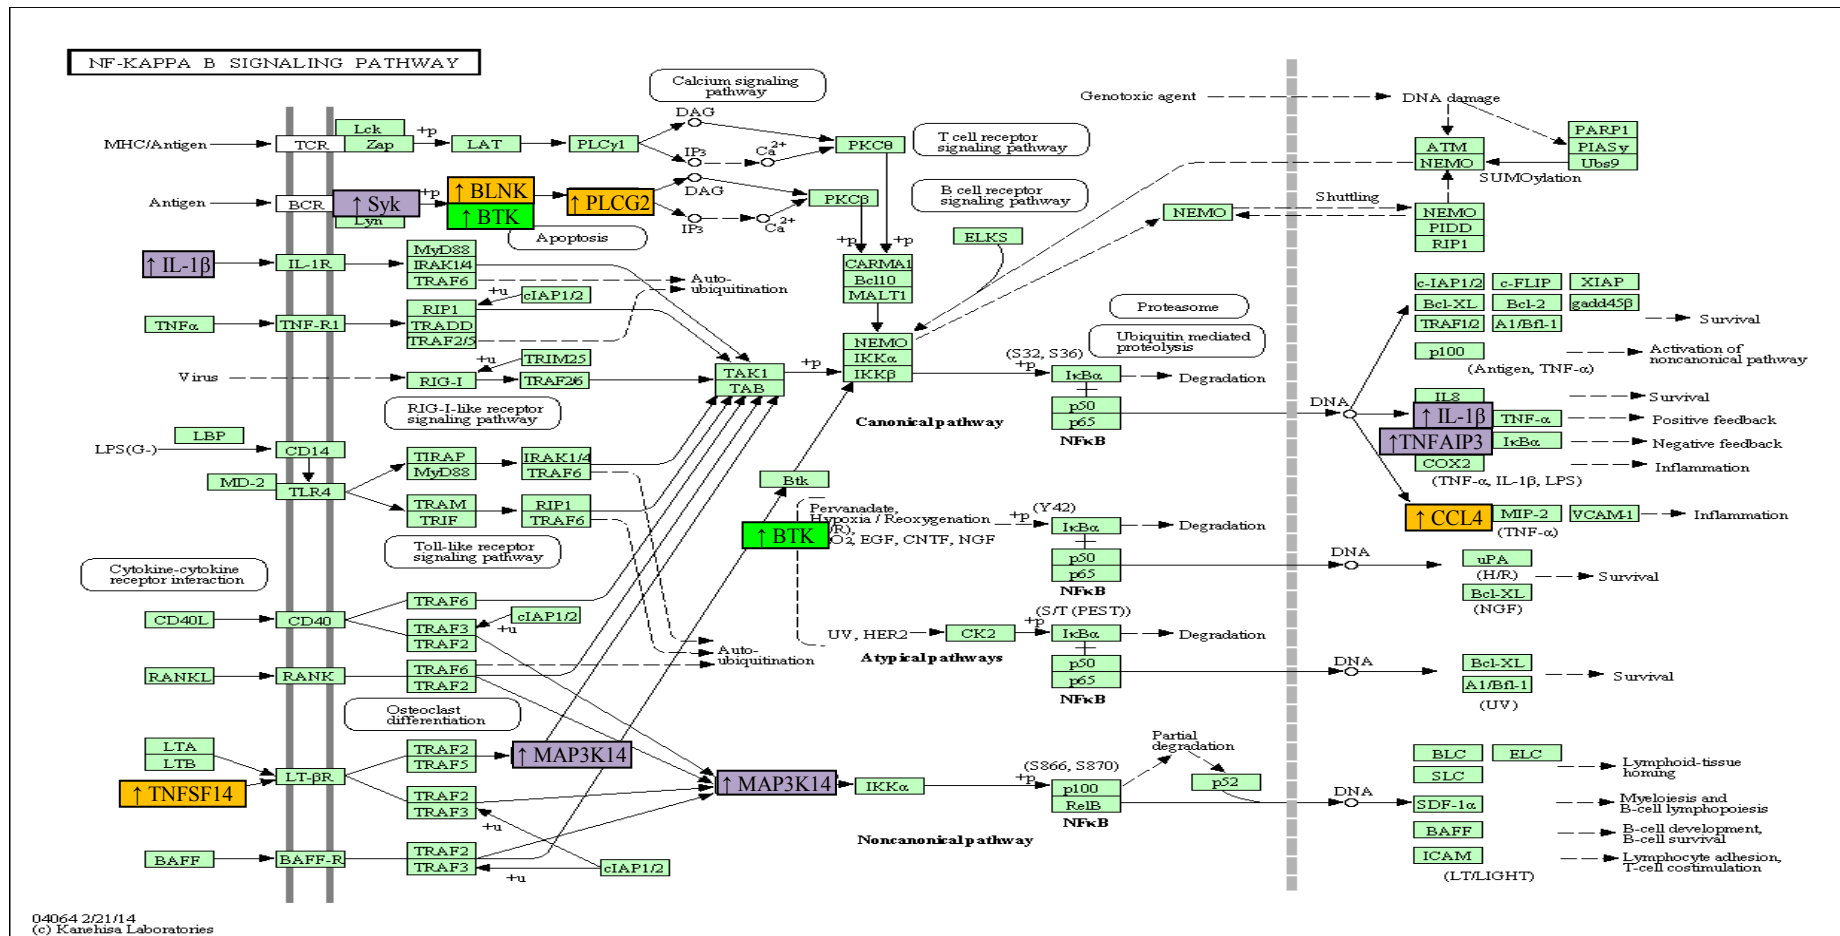 NF-KAPPA B SIGNALING PATHWAY
Calcium signaling
pathway
Genotoxic agent
DNA damage
MHC/Antigen
TCR
Lck
Zap
+p
LAT
PLCγ1
DAG
IP3
Ca2+
PKCθ
T cell receptor
signaling pathway
ATM
NEMO
PARP1
PIASγ
Ubs9
SUMOylation
Antigen
BCR
↑ Syk
Lyn
+p
↑ BLNK
↑ BTK
↑ PLCG2
DAG
IP3
Ca2+
PKCβ
B cell receptor
signaling pathway
NEMO
Shuttling
NEMO
PIDD
RIP1
Apoptosis
+p
+p
ELKS
↑ IL-1β
IL-1R
MyD88
IRAK1/4
TRAF6
Auto-
ubiquitination
CARMA1
Bcl10
MALT1
+u
cIAP1/2
TNFα
TNF-R1
RIP1
TRADD
TRAF2/5
Proteasome
Ubiquitin mediated
proteolysis
c-IAP1/2
c-FLIP
XIAP
Bcl-XL
Bcl-2
gadd45β
TRAF1/2
A1/Bfl-1
Survival
p100
Activation of
noncanonical pathway
(Antigen, TNF-α)
+u
TRIM25
Virus
RIG-I
TRAF2/6
TAK1
TAB
+p
NEMO
IKKα
IKKβ
(S32, S36)
+p
IκBα
Degradation
RIG-I-like receptor
signaling pathway
Canonical pathway
p50
p65
NFκB
DNA
IL8
Survival
↑ IL-1β
TNF-α
Positive feedback
↑TNFAIP3
IκBα
Negative feedback
COX2
Inflammation
(TNF-α, IL-1β, LPS)
LBP
LPS(G-)
CD14
MD-2
TLR4
TIRAP
MyD88
IRAK1/4
TRAF6
TRAM
TRIF
RIP1
TRAF6
Toll-like receptor
signaling pathway
Btk
Pervanadate,
Hypoxia / Reoxygenation
/R),
O2, EGF, CNTF, NGF
↑ BTK
(Y42)
+p
IκBα
Degradation
p50
p65
NFκB
↑ CCL4
MIP-2
VCAM-1
Inflammation
(TNF-α)
DNA
uPA
(H/R)
Bcl-XL
(NGF)
Survival
Cytokine-cytokine
receptor interaction
CD40L
CD40
TRAF6
TRAF3
TRAF2
cIAP1/2
+u
Auto-
ubiquitination
(S/T (PEST))
UV, HER2
CK2
+p
IκBα
Degradation
Atypical pathways
p50
p65
NFκB
DNA
Bcl-XL
A1/Bfl-1
(UV)
Survival
RANKL
RANK
TRAF6
TRAF2
Osteoclast
differentiation
LTA
LTB
↑ TNFSF14
LT-βR
TRAF2
TRAF5
↑ MAP3K14
TRAF2
TRAF3
+u
↑ MAP3K14
IKKα
(S866, S870)
+p
p100
RelB
NFκB
Partial
degradation
p52
Noncanonical pathway
DNA
BLC
ELC
SLC
Lymphoid-tissue
homing
SDF-1α
Myeloiesis and
B-cell lymphopoiesis
BAFF
B-cell development,
B-cell survival
ICAM
Lymphocyte adhesion,
T-cell costimulation
(LT/LIGHT)
BAFF
BAFF-R
TRAF2
TRAF3
+u
cIAP1/2
04064 2/21/14
(c) Kanehisa Laboratories